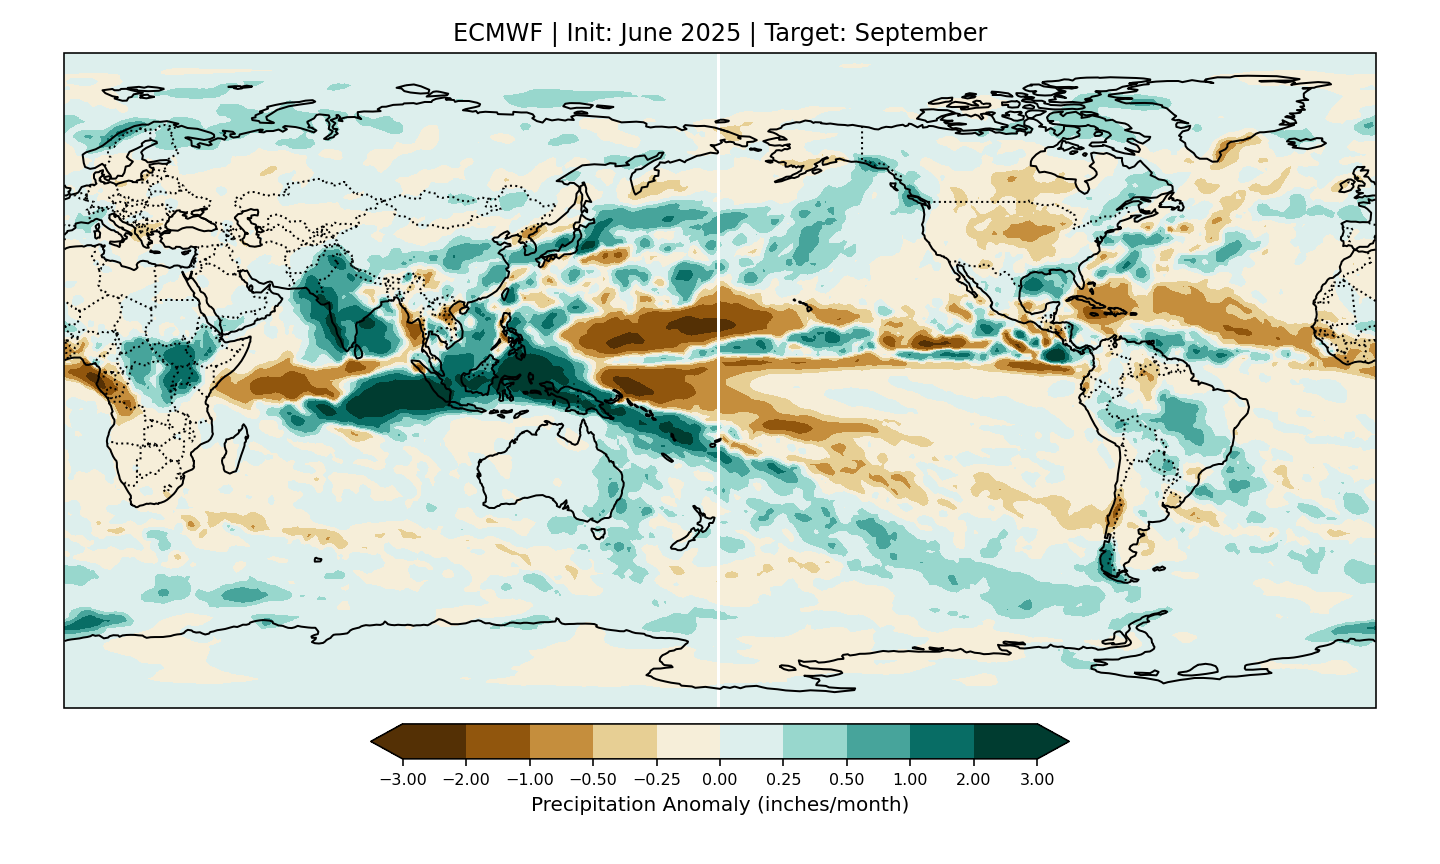 ECMWF | Init: June 2025 | Target: September
−3.00 −2.00 −1.00 −0.50 −0.25 0.00 0.25 0.50 1.00 2.00 3.00
Precipitation Anomaly (inches/month)